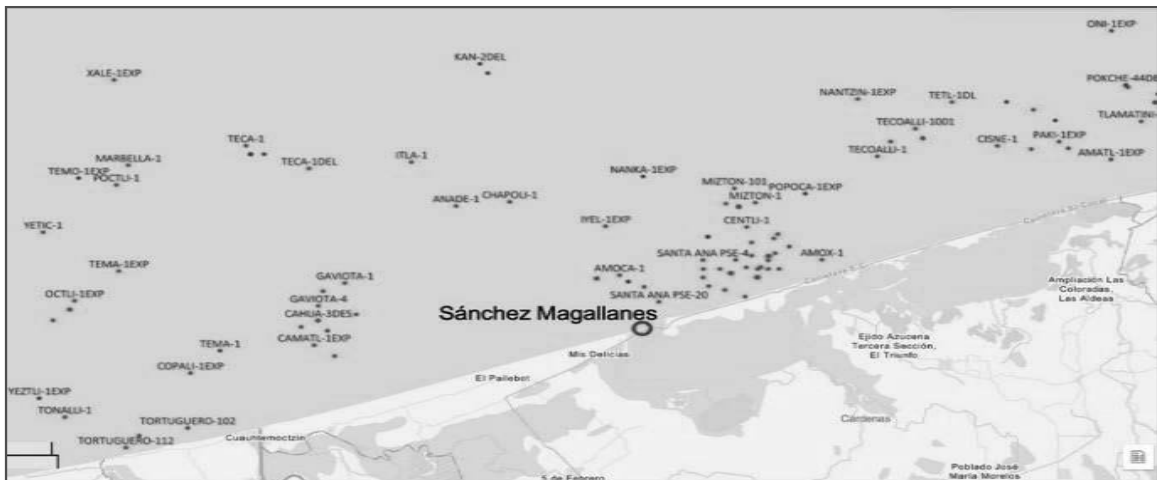 ONI-1EXP
KAN-2DEL
XALE-1EXP
POKCHE-44DE
NANTZIN-1EXP
TETL-1DL
TLAMATINI-
TECOALLI-1001
TECA-1
CISNE-1
PAKI-1EXP
TECOALLI-1
AMATL-1EXP
MARBELLA-1
TECA-1DEL
ITLA-1
TEMO-1EXP
POCTLI-1
NANKA-1EXP
MIZTON-101
POPOCA-1EXP
MIZTON-1
ANADE-1
CHAPOLI-1
YETIC-1
IYEL-1EXP
CENTLI-1
SANTA ANA PSE-4
AMOX-1
TEMA-1EXP
GAVIOTA-1
AMOCA-1
OCTLI-1EXP
GAVIOTA-4
SANTA ANA PSE-20
Ampliación Las
Coloradas,
Las Aldeas
CAHUA-3DES
Sánchez Magallanes
CAMATL-1EXP
TEMA-1
Mis Delicias
Ejido Azucena
Tercera Sección,
El Triunfo
COPALI-1EXP
El Pailebot
YEZTLI-1EXP
TONALLI-1
TORTUGUERO-102
Cárdenas
TORTUGUERO-112
Cuauhtemoctzin
Poblado José
María Morelos
5 de Febrero